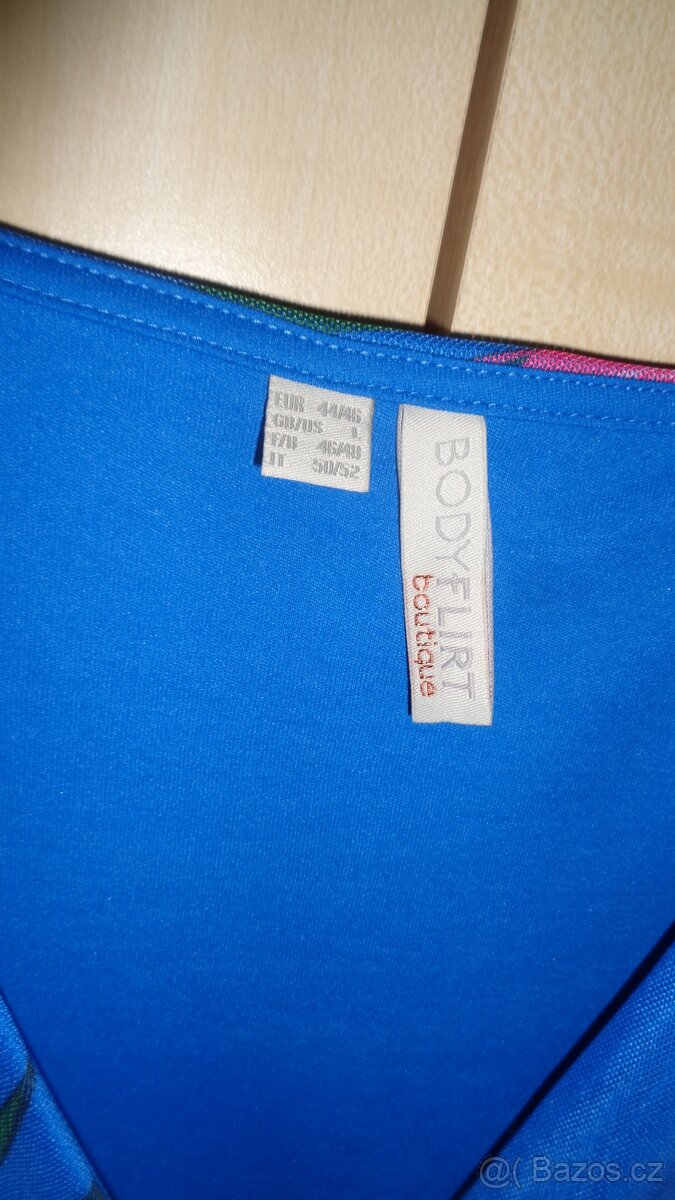 EUR 44/46
GB/US L
F/B 46/48
IT 50/52
BODYFLIRT
boutique
@( Bazos.cz